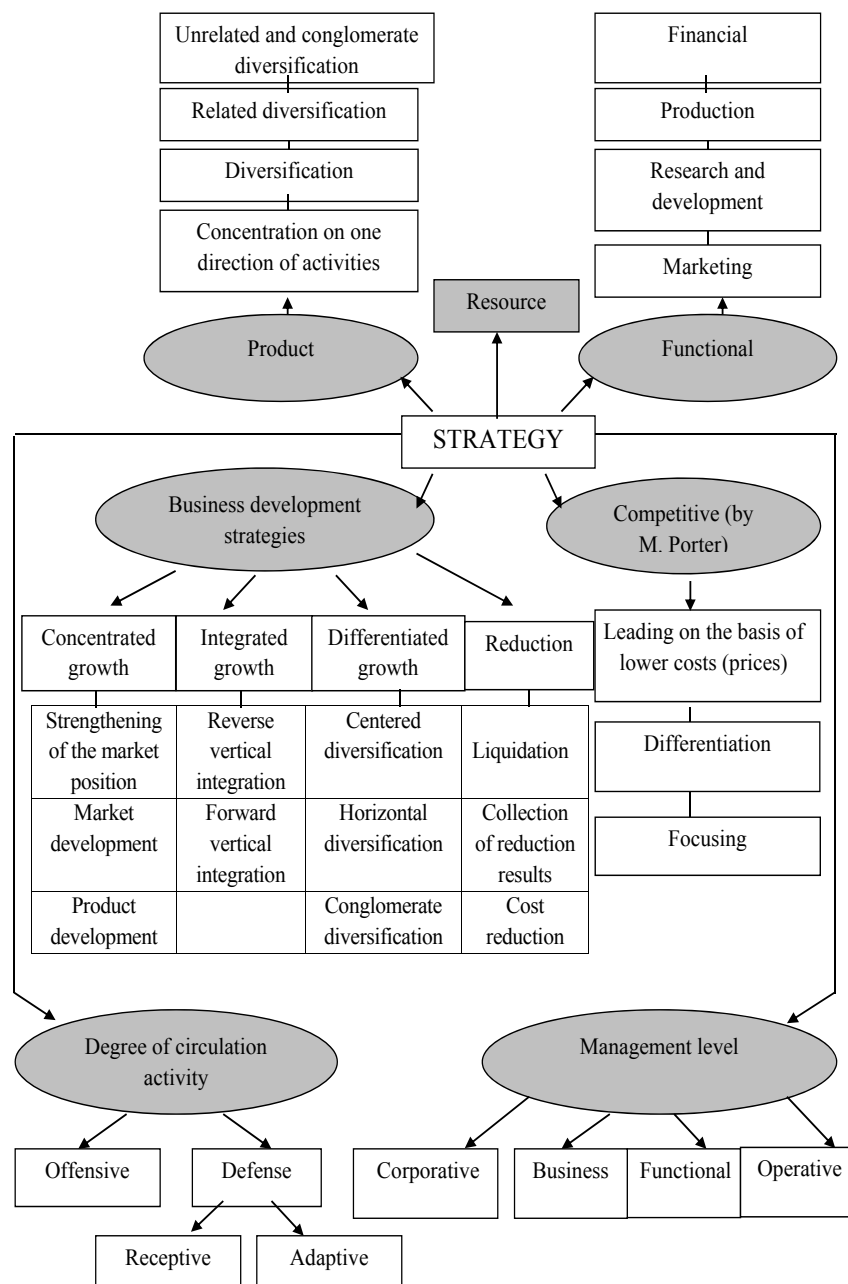 Unrelated and conglomerate
diversification
Related diversification
Diversification
Concentration on one
direction of activities
Product
Resource
Financial
Production
Research and
development
Marketing
Functional
STRATEGY
Business development
strategies
Competitive (by
M. Porter)
Concentrated
growth
Integrated
growth
Differentiated
growth
Reduction
Strengthening
of the market
position
Reverse
vertical
integration
Centered
diversification
Liquidation
Market
development
Forward
vertical
integration
Horizontal
diversification
Collection
of reduction
results
Product
development
Conglomerate
diversification
Cost
reduction
Leading on the basis of
lower costs (prices)
Differentiation
Focusing
Degree of circulation
activity
Management level
Offensive
Defense
Receptive
Adaptive
Corporative
Business
Functional
Operative